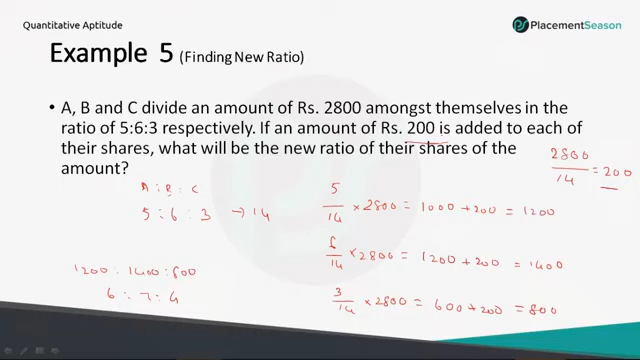 Quantitative Aptitude
PlacementSeason
Example 5 (Finding New Ratio)
• A, B and C divide an amount of Rs. 2800 amongst themselves in the
ratio of 5:6:3 respectively. If an amount of Rs. 200 is added to each of
their shares, what will be the new ratio of their shares of the
amount?
2800
/14 = 200
A : B : C
5 : 6 : 3 → 14
5/14 × 2800 = 1000 + 200 = 1200
6/14 × 2800 = 1200 + 200 = 1400
3/14 × 2800 = 600 + 200 = 800
1200 : 1400 : 800
6 : 7 : 4